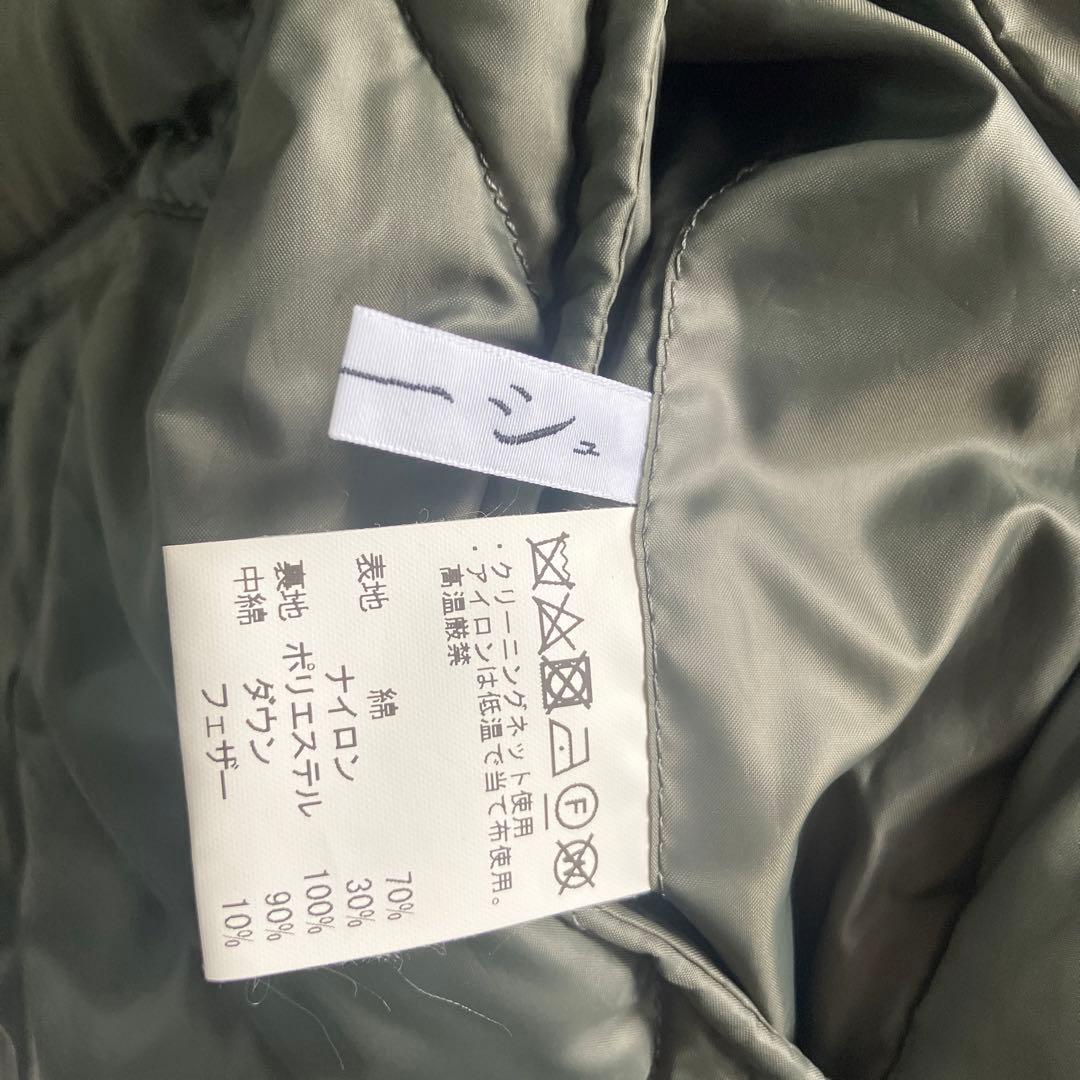 ーシュ
F
・クリーニングネット使用
・アイロンは低温で当て布使用。
高温厳禁
表地 綿 70%
ナイロン 30%
裏地 ポリエステル 100%
中綿 ダウン 90%
フェザー 10%